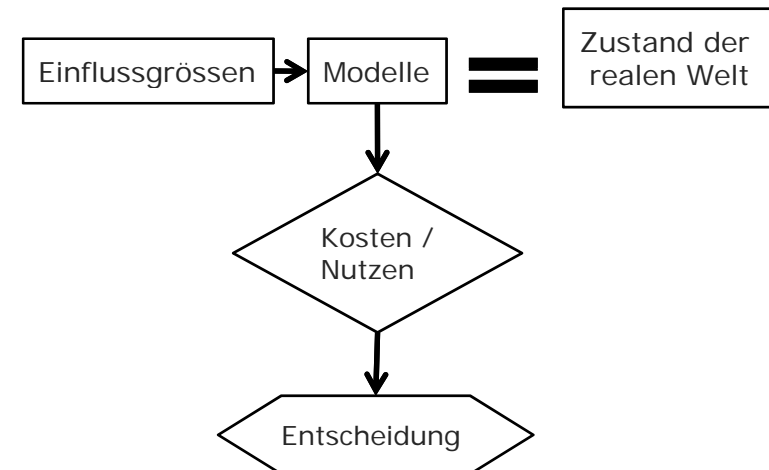 Einflussgrössen
Modelle
Zustand der
realen Welt
Kosten /
Nutzen
Entscheidung